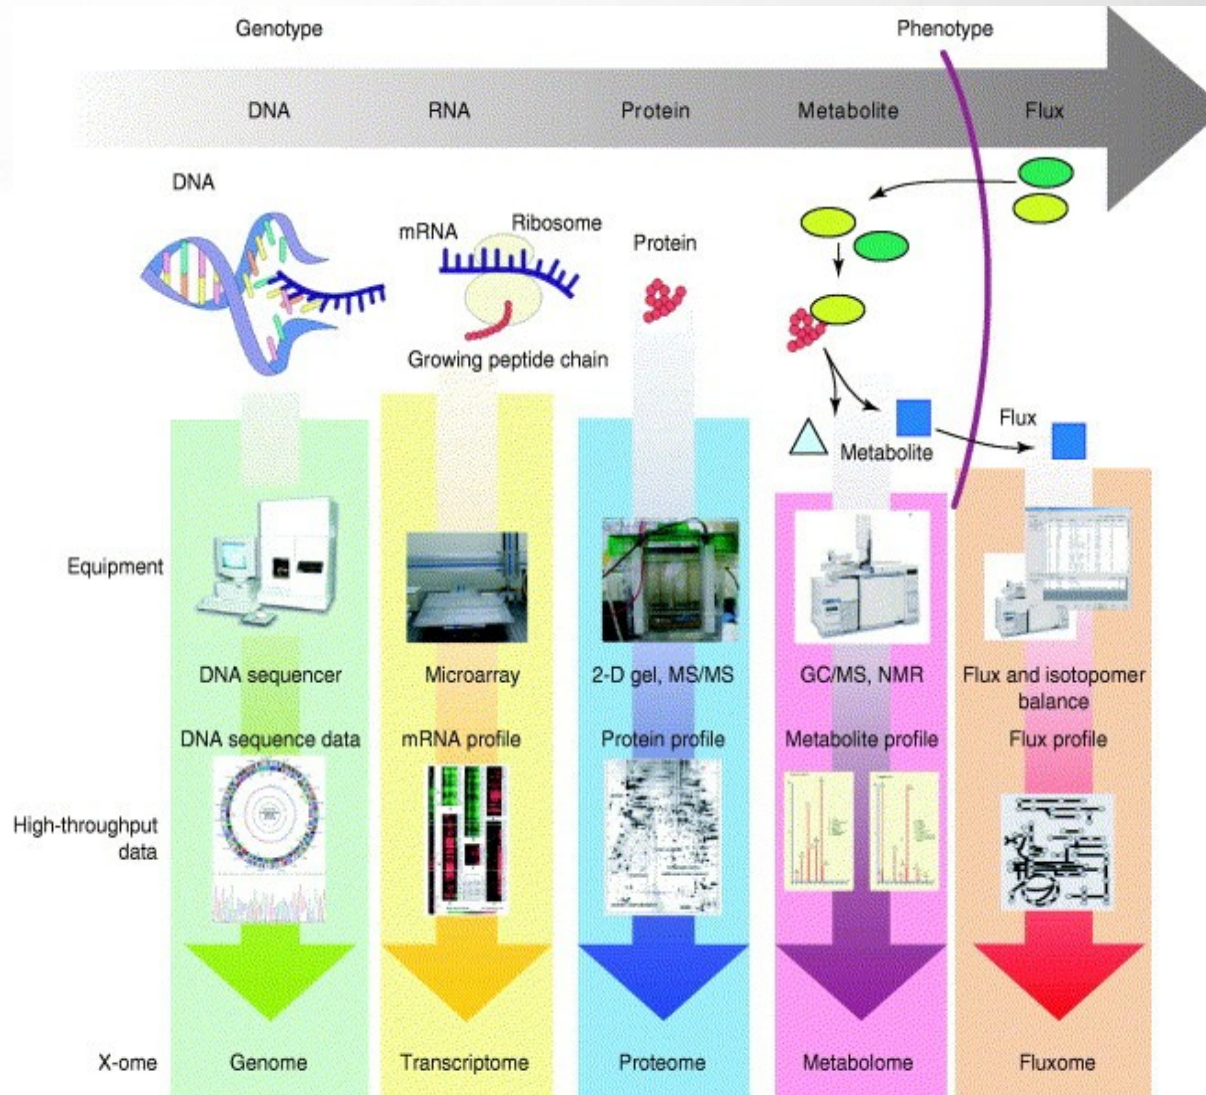 Genotype
Phenotype
DNA
RNA
Protein
Metabolite
Flux
DNA
mRNA
Ribosome
Protein
Growing peptide chain
Flux
Metabolite
Equipment
DNA sequencer
Microarray
2-D gel, MS/MS
GC/MS, NMR
Flux and isotopomer
balance
DNA sequence data
mRNA profile
Protein profile
Metabolite profile
Flux profile
High-throughput
data
X-ome
Genome
Transcriptome
Proteome
Metabolome
Fluxome